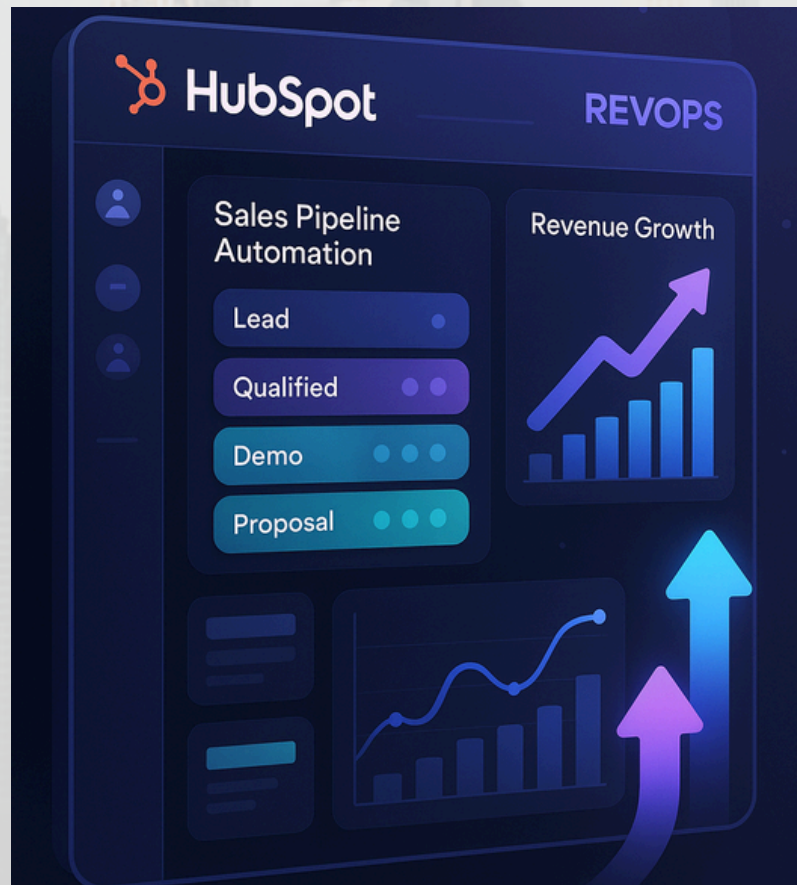 HubSpot
REVOPS
Sales Pipeline
Automation
Lead
Qualified
Demo
Proposal
Revenue Growth